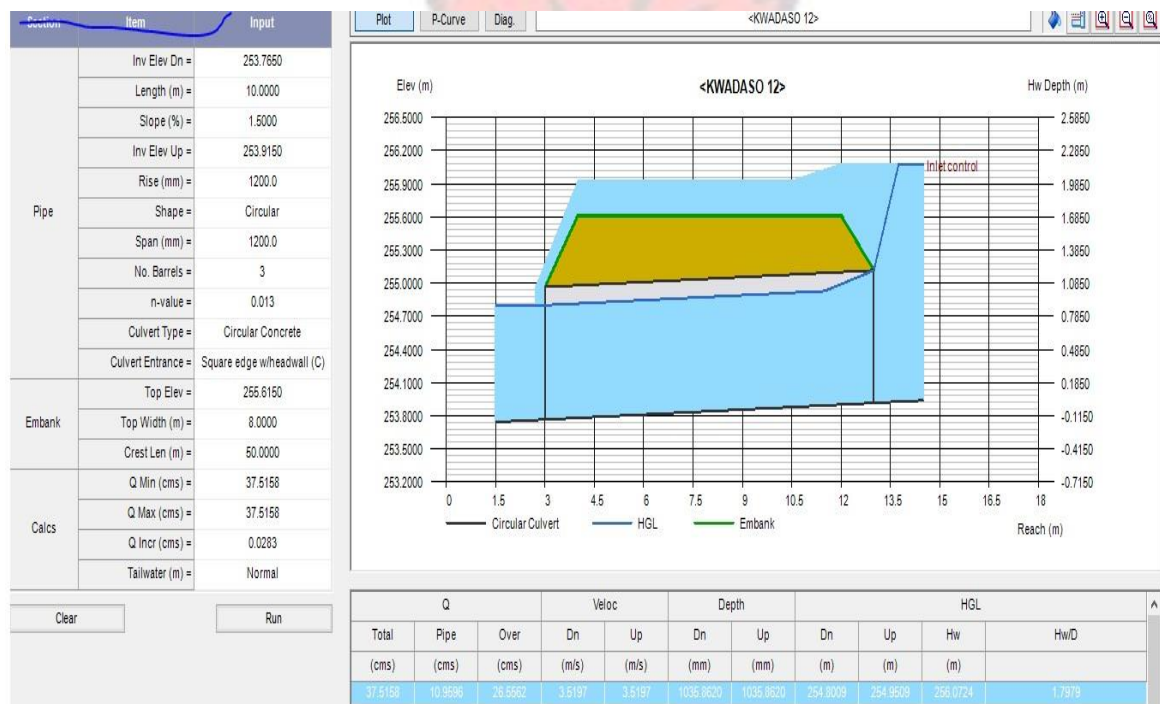 Section Item Input
Inv Elev Dn = 253.7650
Length (m) = 10.0000
Slope (%) = 1.5000
Inv Elev Up = 253.9150
Rise (mm) = 1200.0
Pipe Shape = Circular
Span (mm) = 1200.0
No. Barrels = 3
n-value = 0.013
Culvert Type = Circular Concrete
Culvert Entrance = Square edge w/headwall (C)
Top Elev = 255.6150
Embank Top Width (m) = 8.0000
Crest Len (m) = 50.0000
Q Min (cms) = 37.5158
Calcs Q Max (cms) = 37.5158
Q Incr (cms) = 0.0283
Tailwater (m) = Normal
Clear Run
Plot P-Curve Diag. <KWADASO 12>
Elev (m) <KWADASO 12> Hw Depth (m)
256.5000 2.5850
256.2000 2.2850
Inlet control
255.9000 1.9850
255.6000 1.6850
255.3000 1.3850
255.0000 1.0850
254.7000 0.7850
254.4000 0.4850
254.1000 0.1850
253.8000 -0.1150
253.5000 -0.4150
253.2000 -0.7150
0 1.5 3 4.5 6 7.5 9 10.5 12 13.5 15 16.5 18
Circular Culvert HGL Embank Reach (m)
Q Veloc Depth HGL
Total Pipe Over Dn Up Dn Up Dn Up Hw Hw/D
(cms) (cms) (cms) (m/s) (m/s) (mm) (mm) (m) (m) (m)
37.5158 10.9596 26.5562 3.5197 3.5197 1035.8620 1035.8620 254.8009 254.9509 256.0724 1.7979